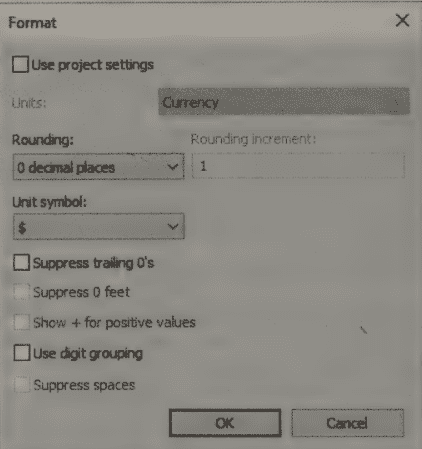 Format
Use project settings
Units: Currency
Rounding: Rounding increment:
0 decimal places 1
Unit symbol:
$
Suppress trailing 0's
Suppress 0 feet
Show + for positive values
Use digit grouping
Suppress spaces
OK Cancel